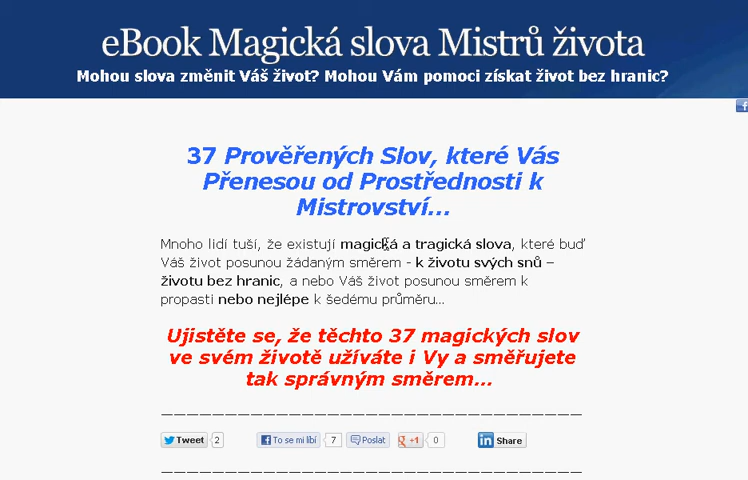 eBook Magická slova Mistrů života
Mohou slova změnit Váš život? Mohou Vám pomoci získat život bez hranic?
37 Prověřených Slov, které Vás
Přenesou od Prostřednosti k
Mistrovství...
Mnoho lidí tuší, že existují magická a tragická slova, které buď
Váš život posunou žádaným směrem - k životu svých snů –
životu bez hranic, a nebo Váš život posunou směrem k
propasti nebo nejlépe k šedému průměru...
Ujistěte se, že těchto 37 magických slov
ve svém životě užíváte i Vy a směřujete
tak správným směrem...
Tweet 2 To se mi líbí 7 Poslat +1 0 in Share